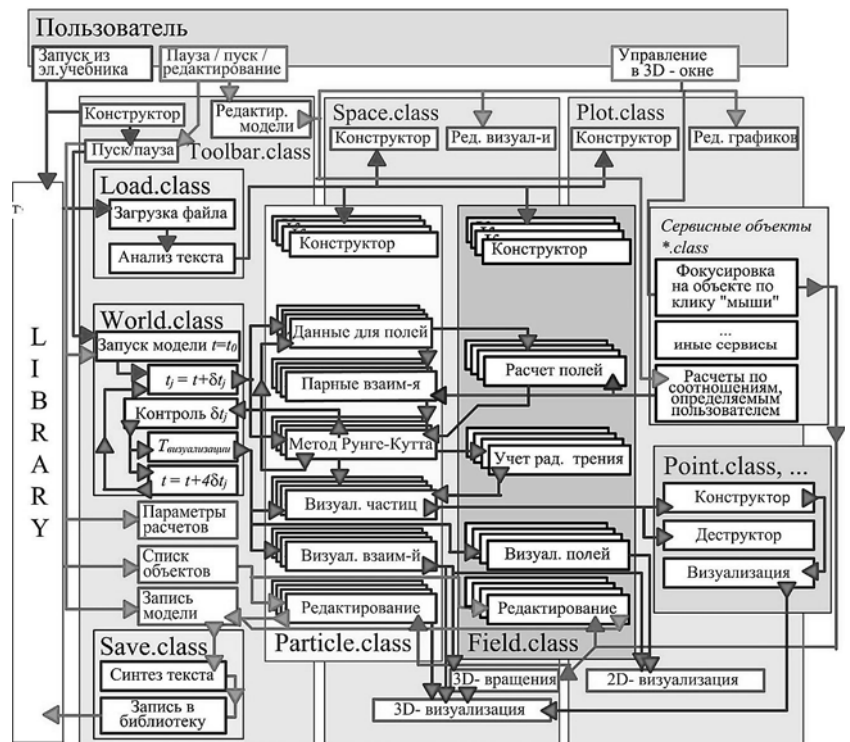 Пользователь
Запуск из
эл.учебника
Пауза / пуск /
редактирование
Управление
в 3D - окне
Конструктор
Пуск/пауза
Toolbar.class
Редактир.
модели
Space.class
Конструктор
Ред. визуал-и
Plot.class
Конструктор
Ред. графиков
LIBRARY
Load.class
Загрузка файла
Анализ текста
World.class
Запуск модели t=t₀
tⱼ = t+δtⱼ
Контроль δtⱼ
Tвизуализации
t = t+4δtⱼ
Параметры
расчетов
Список
объектов
Запись
модели
Save.class
Синтез текста
Запись в
библиотеку
Конструктор
Данные для полей
Парные взаим-я
Метод Рунге-Кутта
Визуал. частиц
Визуал. взаим-й
Редактирование
Particle.class
Конструктор
Расчет полей
Учет рад. трения
Визуал. полей
Редактирование
Field.class
3D- вращения
3D- визуализация
2D- визуализация
Сервисные объекты
*.class
Фокусировка
на объекте по
клику "мыши"
...
иные сервисы
Расчеты по
соотношениям,
определяемым
пользователем
Point.class, ...
Конструктор
Деструктор
Визуализация